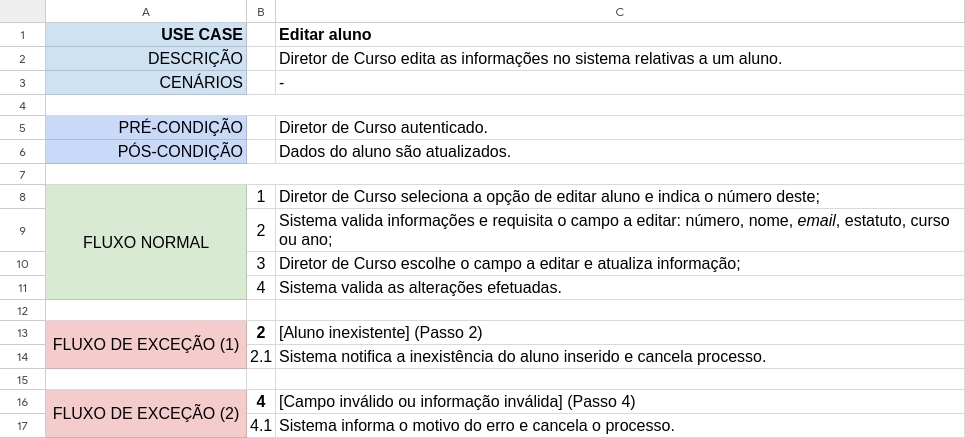 A B C
1 USE CASE Editar aluno
2 DESCRIÇÃO Diretor de Curso edita as informações no sistema relativas a um aluno.
3 CENÁRIOS -
4
5 PRÉ-CONDIÇÃO Diretor de Curso autenticado.
6 PÓS-CONDIÇÃO Dados do aluno são atualizados.
7
8 1 Diretor de Curso seleciona a opção de editar aluno e indica o número deste;
9 FLUXO NORMAL 2 Sistema valida informações e requisita o campo a editar: número, nome, email, estatuto, curso
ou ano;
10 3 Diretor de Curso escolhe o campo a editar e atualiza informação;
11 4 Sistema valida as alterações efetuadas.
12
13 FLUXO DE EXCEÇÃO (1) 2 [Aluno inexistente] (Passo 2)
14 2.1 Sistema notifica a inexistência do aluno inserido e cancela processo.
15
16 FLUXO DE EXCEÇÃO (2) 4 [Campo inválido ou informação inválida] (Passo 4)
17 4.1 Sistema informa o motivo do erro e cancela o processo.